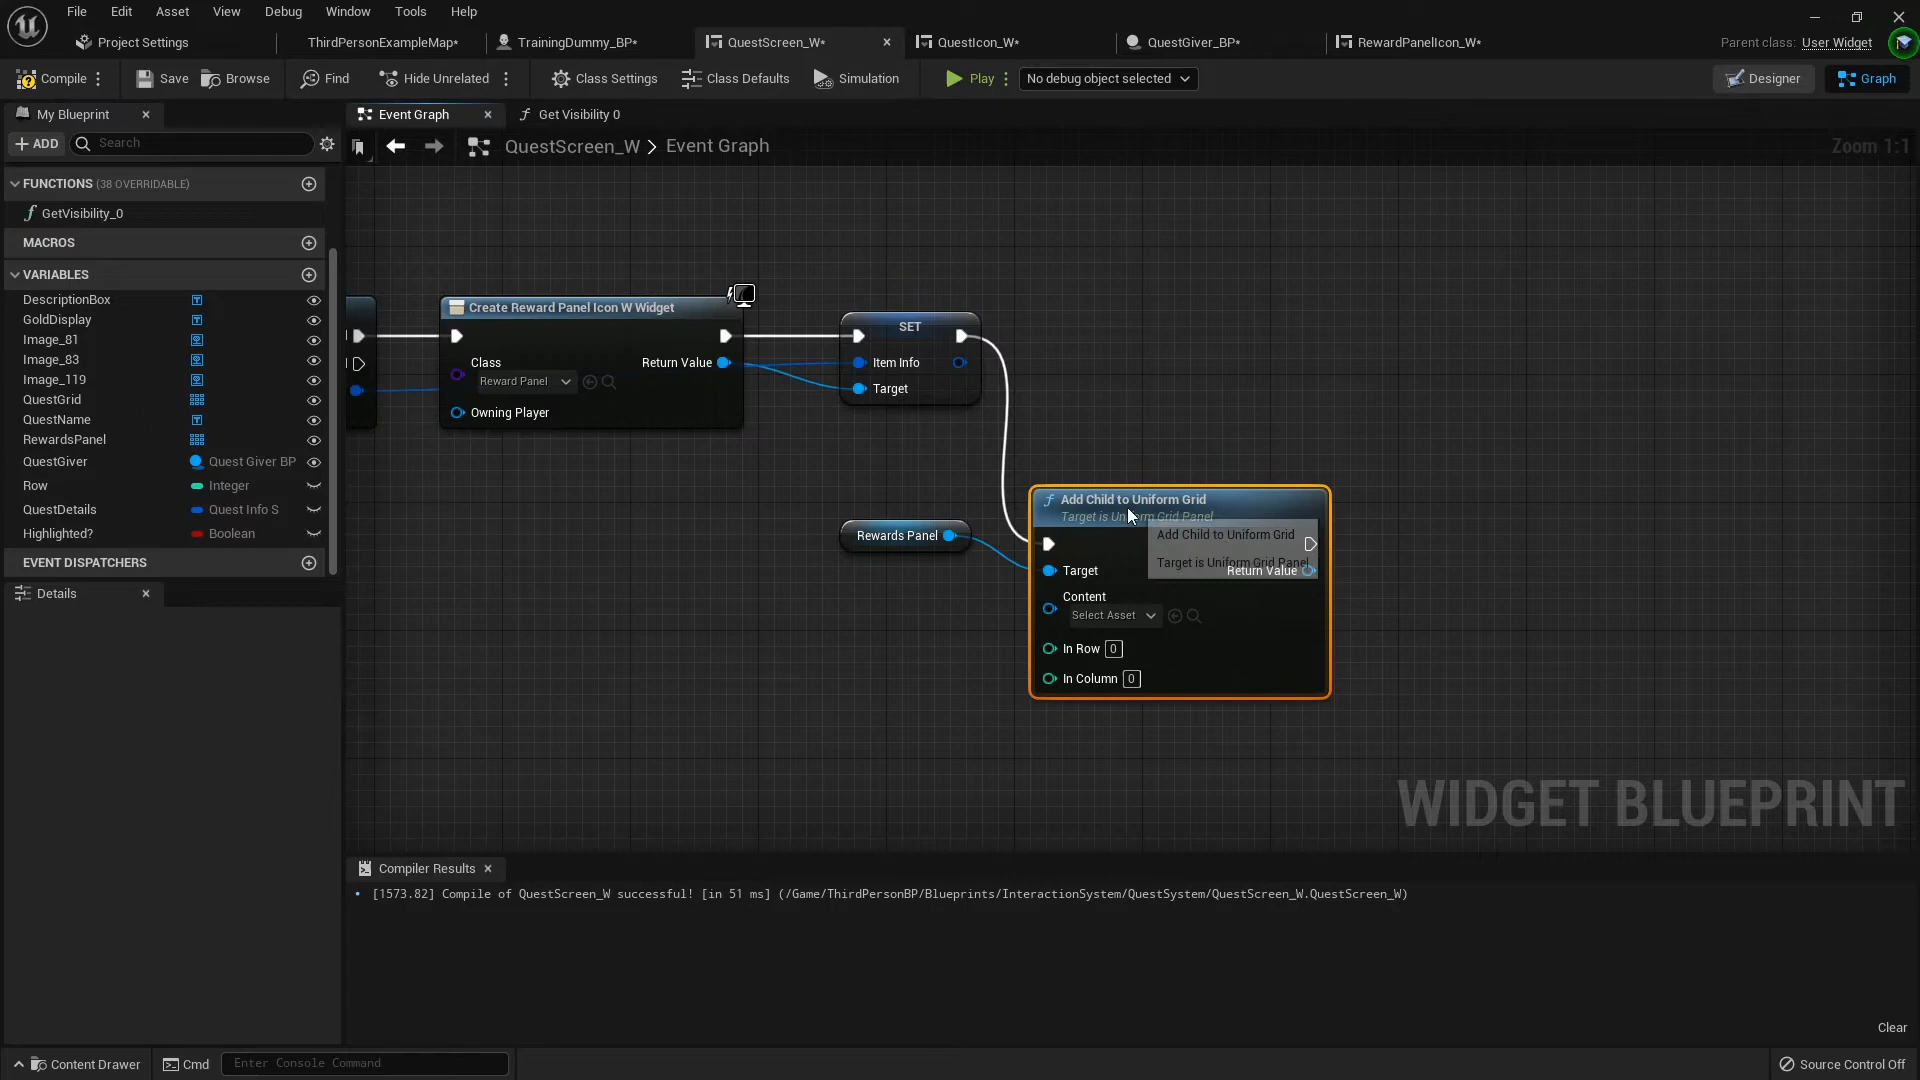 File Edit Asset View Debug Window Tools Help
Project Settings
ThirdPersonExampleMap*
TrainingDummy_BP*
QuestScreen_W*
QuestIcon_W*
QuestGiver_BP*
RewardPanelIcon_W*
Parent class: User Widget
Compile
Save
Browse
Find
Hide Unrelated
Class Settings
Class Defaults
Simulation
Play
No debug object selected
Designer
Graph
My Blueprint
Event Graph
Get Visibility 0
ADD
Search
QuestScreen_W > Event Graph
Zoom 1:1
FUNCTIONS (38 OVERRIDABLE)
GetVisibility_0
MACROS
VARIABLES
DescriptionBox
GoldDisplay
Image_81
Image_83
Image_119
QuestGrid
QuestName
RewardsPanel
QuestGiver Quest Giver BP
Row Integer
QuestDetails Quest Info S
Highlighted? Boolean
EVENT DISPATCHERS
Details
Create Reward Panel Icon W Widget
Class
Reward Panel
Return Value
Owning Player
SET
Item Info
Target
Rewards Panel
Add Child to Uniform Grid
Target is Uniform Grid Panel
Add Child to Uniform Grid
Target is Uniform Grid Panel
Target
Return Value
Content
Select Asset
In Row 0
In Column 0
WIDGET BLUEPRINT
Compiler Results
[1573.82] Compile of QuestScreen_W successful! [in 51 ms] (/Game/ThirdPersonBP/Blueprints/InteractionSystem/QuestSystem/QuestScreen_W.QuestScreen_W)
Clear
Content Drawer
Cmd
Enter Console Command
Source Control Off